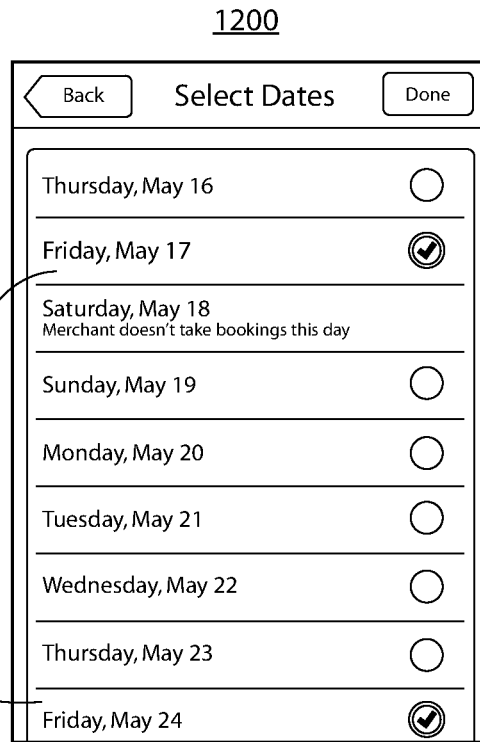 1200
Back
Select Dates
Done
Thursday, May 16
Friday, May 17
Saturday, May 18
Merchant doesn't take bookings this day
Sunday, May 19
Monday, May 20
Tuesday, May 21
Wednesday, May 22
Thursday, May 23
Friday, May 24